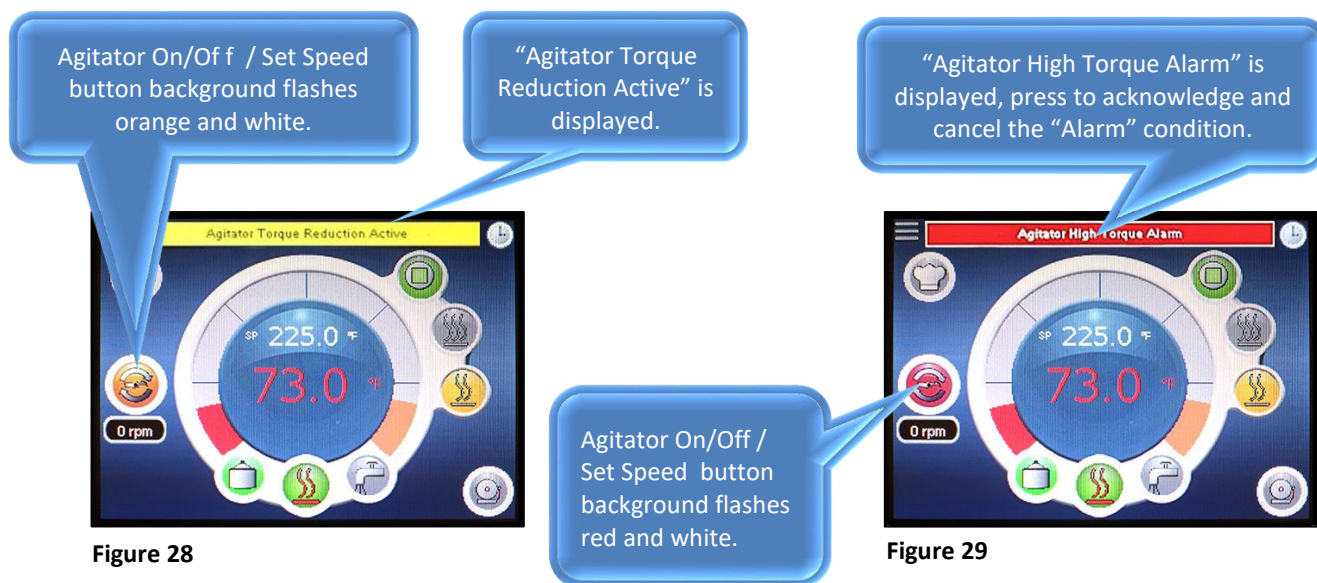 Agitator On/Of f / Set Speed
button background flashes
orange and white.
“Agitator Torque
Reduction Active” is
displayed.
“Agitator High Torque Alarm” is
displayed, press to acknowledge and
cancel the “Alarm” condition.
Agitator Torque Reduction Active
SP 225.0 °F
73.0 °F
0 rpm
Figure 28
Agitator On/Off /
Set Speed button
background flashes
red and white.
Agitator High Torque Alarm
SP 225.0 °F
73.0 °F
0 rpm
Figure 29